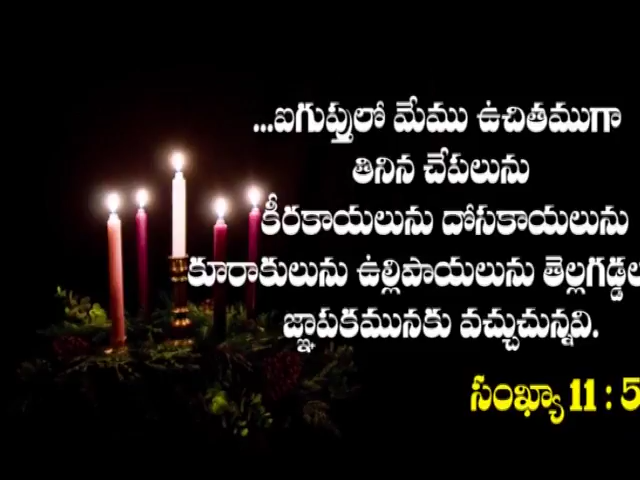 ...ఐగుప్తులో మేము ఉచితముగా
తినిన చేపలును
కీరకాయలును దోసకాయలును
కూరాకులును ఉల్లిపాయలును తెల్లగడ్డల
జ్ఞాపకమునకు వచ్చుచున్నవి.
సంఖ్యా 11 : 5